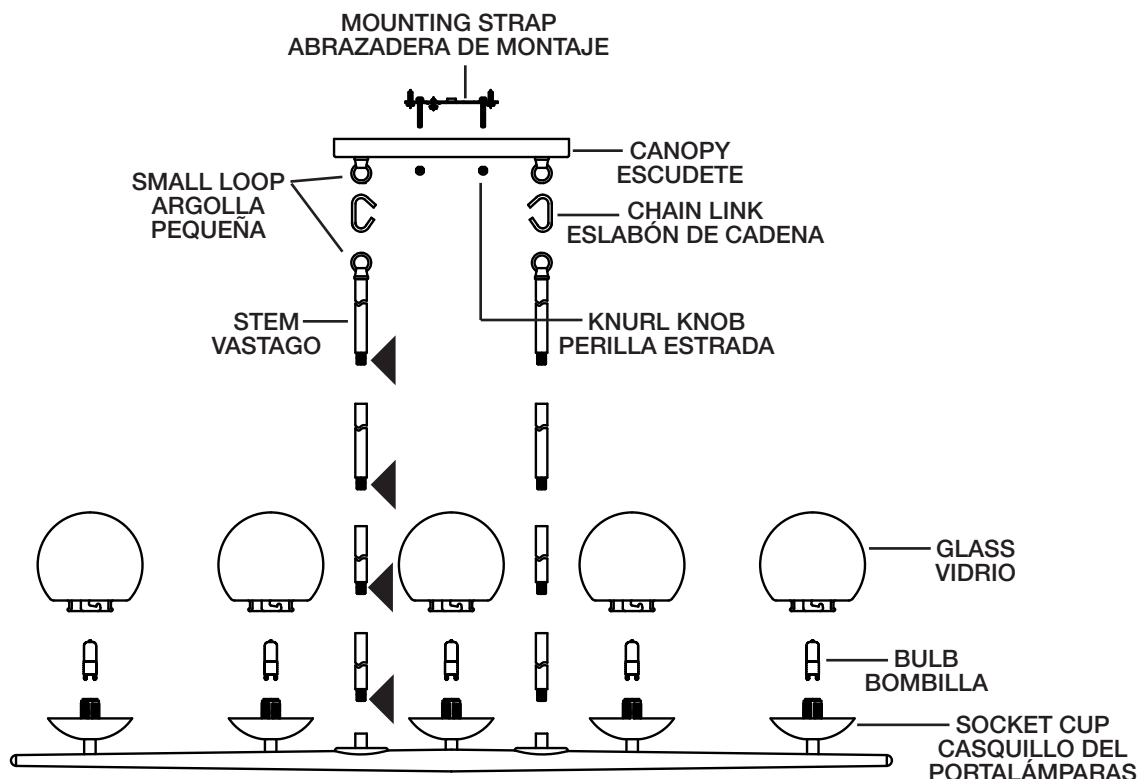 MOUNTING STRAP
ABRAZADERA DE MONTAJE
CANOPY
ESCUDETE
SMALL LOOP
ARGOLLA
PEQUEÑA
CHAIN LINK
ESLABÓN DE CADENA
STEM
VASTAGO
KNURL KNOB
PERILLA ESTRADA
GLASS
VIDRIO
BULB
BOMBILLA
SOCKET CUP
CASQUILLO DEL
PORTALÁMPARAS